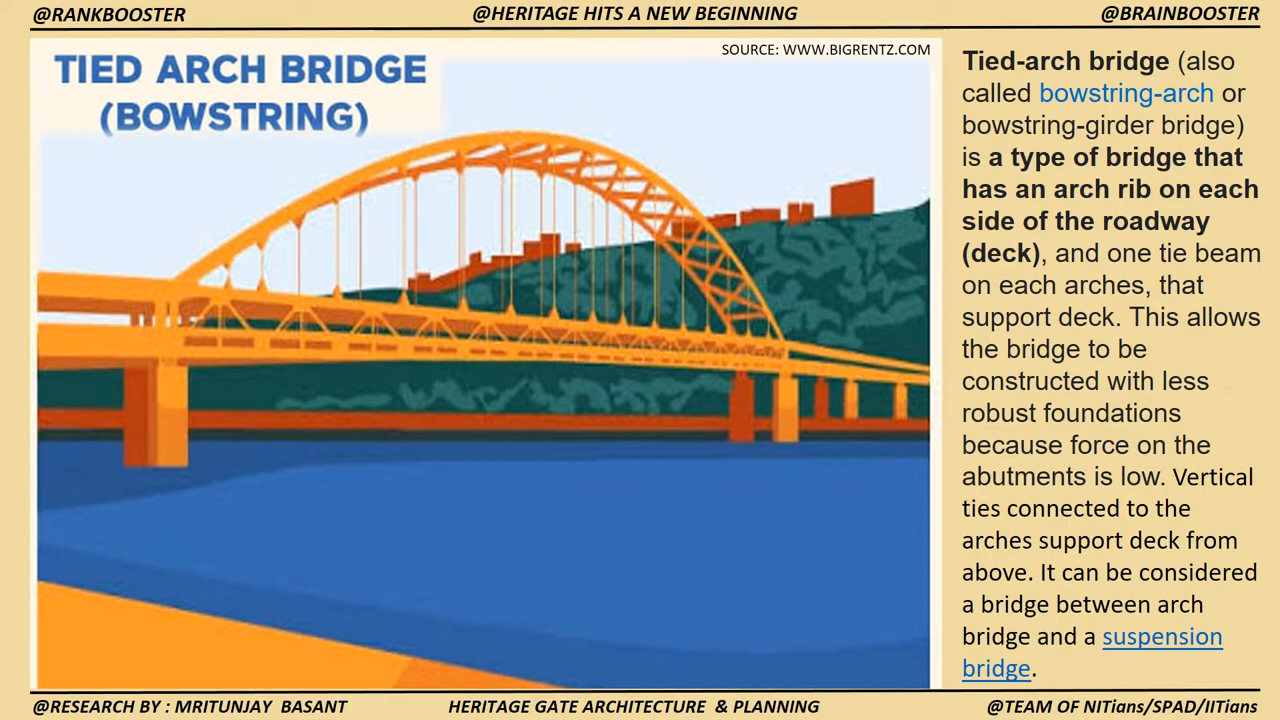 @RANKBOOSTER
@HERITAGE HITS A NEW BEGINNING
@BRAINBOOSTER
SOURCE: WWW.BIGRENTZ.COM
TIED ARCH BRIDGE
(BOWSTRING)
Tied-arch bridge (also
called bowstring-arch or
bowstring-girder bridge)
is a type of bridge that
has an arch rib on each
side of the roadway
(deck), and one tie beam
on each arches, that
support deck. This allows
the bridge to be
constructed with less
robust foundations
because force on the
abutments is low. Vertical
ties connected to the
arches support deck from
above. It can be considered
a bridge between arch
bridge and a suspension
bridge.
@RESEARCH BY : MRITUNJAY BASANT
HERITAGE GATE ARCHITECTURE & PLANNING
@TEAM OF NITians/SPAD/IITians